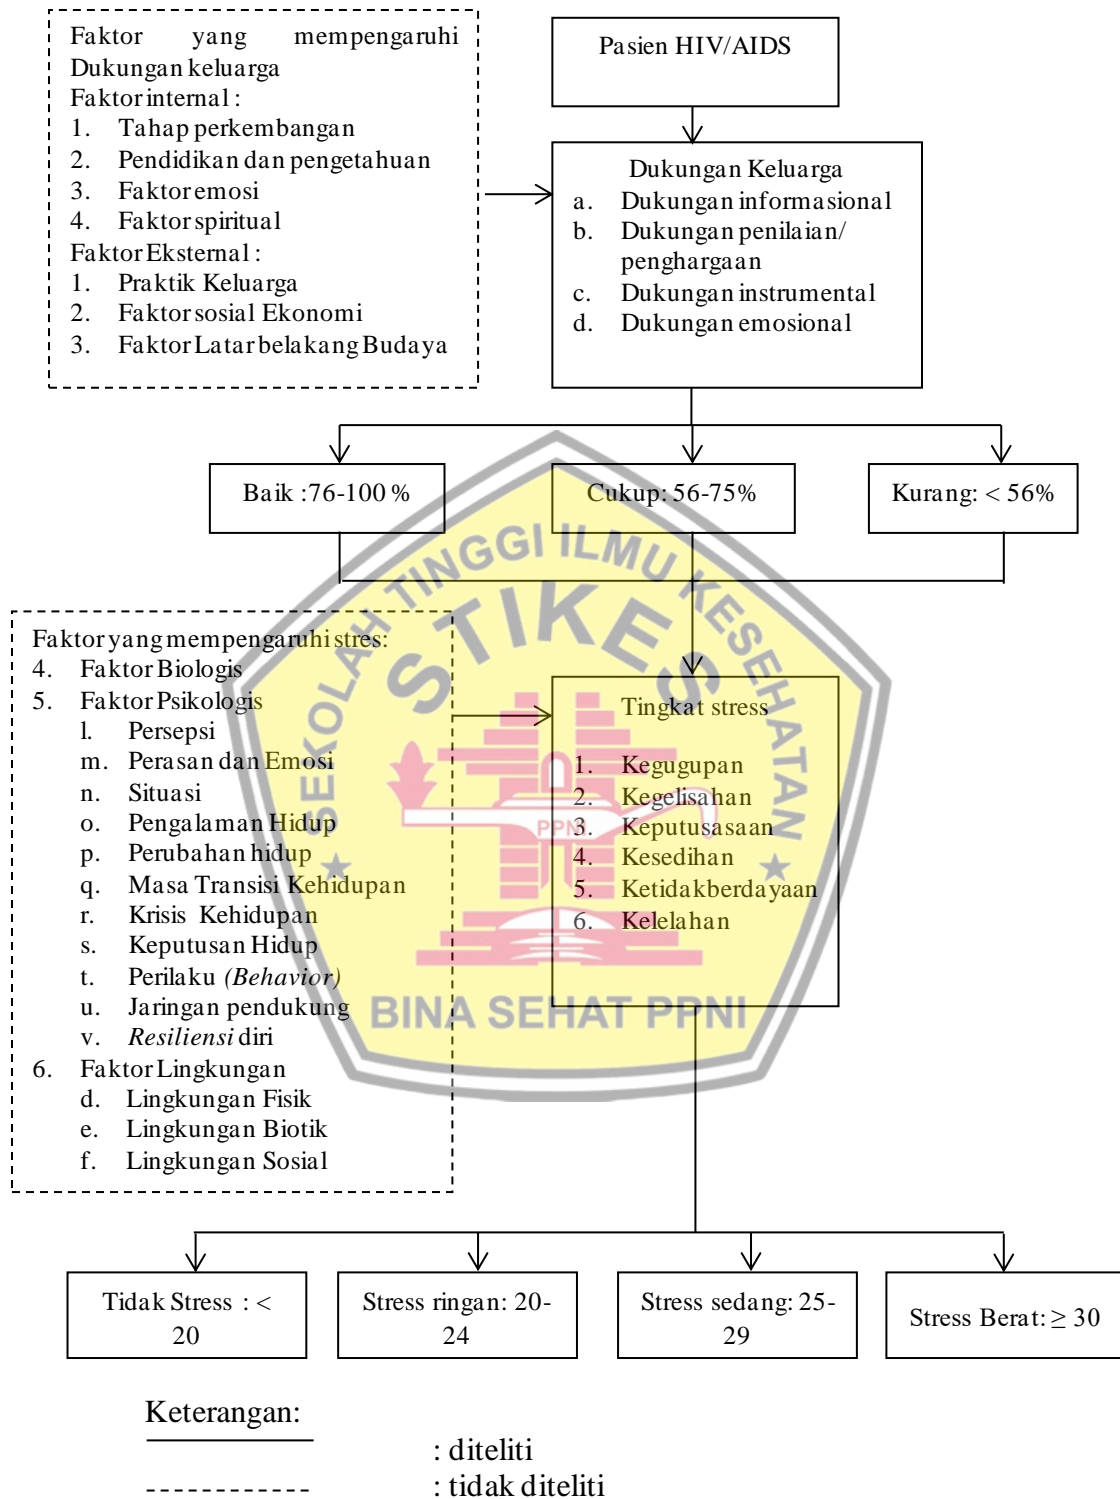 Faktor yang mempengaruhi
Dukungan keluarga
Faktor internal :
1. Tahap perkembangan
2. Pendidikan dan pengetahuan
3. Faktor emosi
4. Faktor spiritual
Faktor Eksternal :
1. Praktik Keluarga
2. Faktor sosial Ekonomi
3. Faktor Latar belakang Budaya
Pasien HIV/AIDS
Dukungan Keluarga
a. Dukungan informasional
b. Dukungan penilaian/
penghargaan
c. Dukungan instrumental
d. Dukungan emosional
Baik :76-100 %
Cukup: 56-75%
Kurang: < 56%
SEKOLAH TINGGI ILMU KESEHATAN
STIKES
PPNI
BINA SEHAT PPNI
Faktor yang mempengaruhi stres:
4. Faktor Biologis
5. Faktor Psikologis
l. Persepsi
m. Perasan dan Emosi
n. Situasi
o. Pengalaman Hidup
p. Perubahan hidup
q. Masa Transisi Kehidupan
r. Krisis Kehidupan
s. Keputusan Hidup
t. Perilaku (Behavior)
u. Jaringan pendukung
v. Resiliensi diri
6. Faktor Lingkungan
d. Lingkungan Fisik
e. Lingkungan Biotik
f. Lingkungan Sosial
Tingkat stress
1. Kegugupan
2. Kegelisahan
3. Keputusasaan
4. Kesedihan
5. Ketidakberdayaan
6. Kelelahan
Tidak Stress : <
20
Stress ringan: 20-
24
Stress sedang: 25-
29
Stress Berat: ≥ 30
Keterangan:
: diteliti
: tidak diteliti